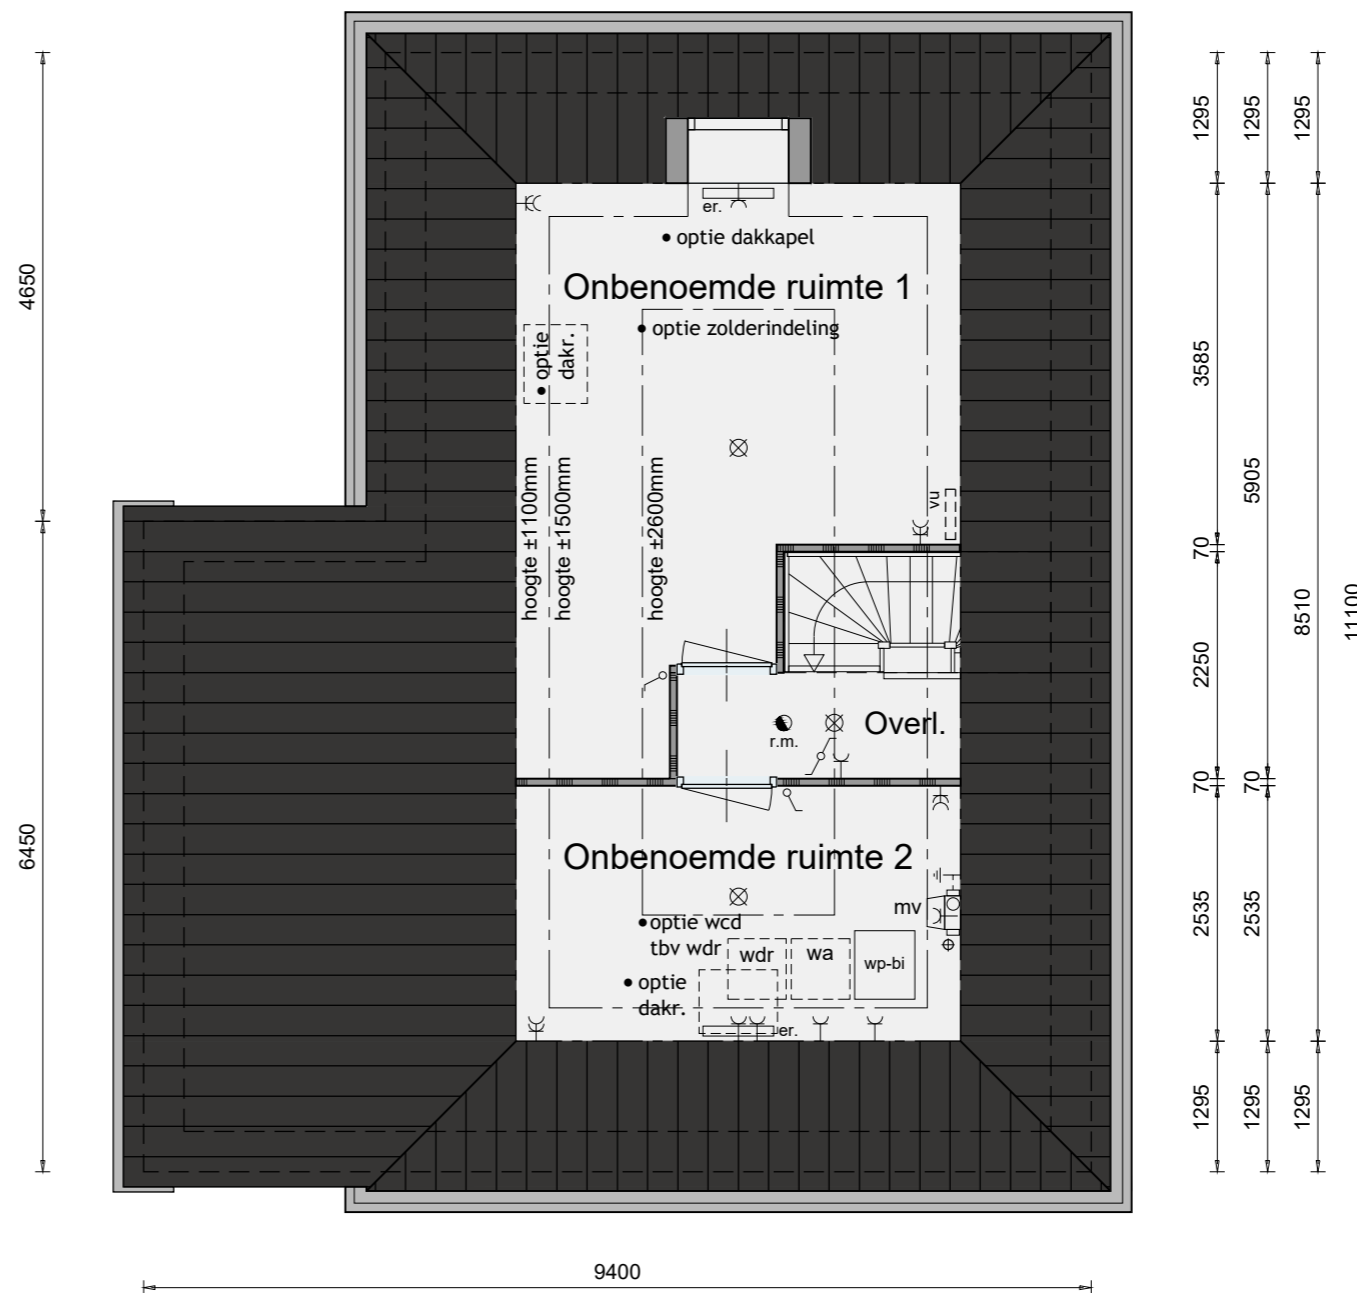 1295
1295
1295
er.
• optie dakkapel
Onbenoemde ruimte 1
• optie zolderindeling
• optie
dakr.
4650
3585
hoogte ±1100mm
hoogte ±1500mm
hoogte ±2600mm
vu
5905
70
8510
11100
2250
Overl.
r.m.
70
70
6450
Onbenoemde ruimte 2
mv
• optie wcd
tbv wdr
wdr
wa
wp-bi
2535
2535
• optie
dakr.
er.
1295
1295
1295
9400